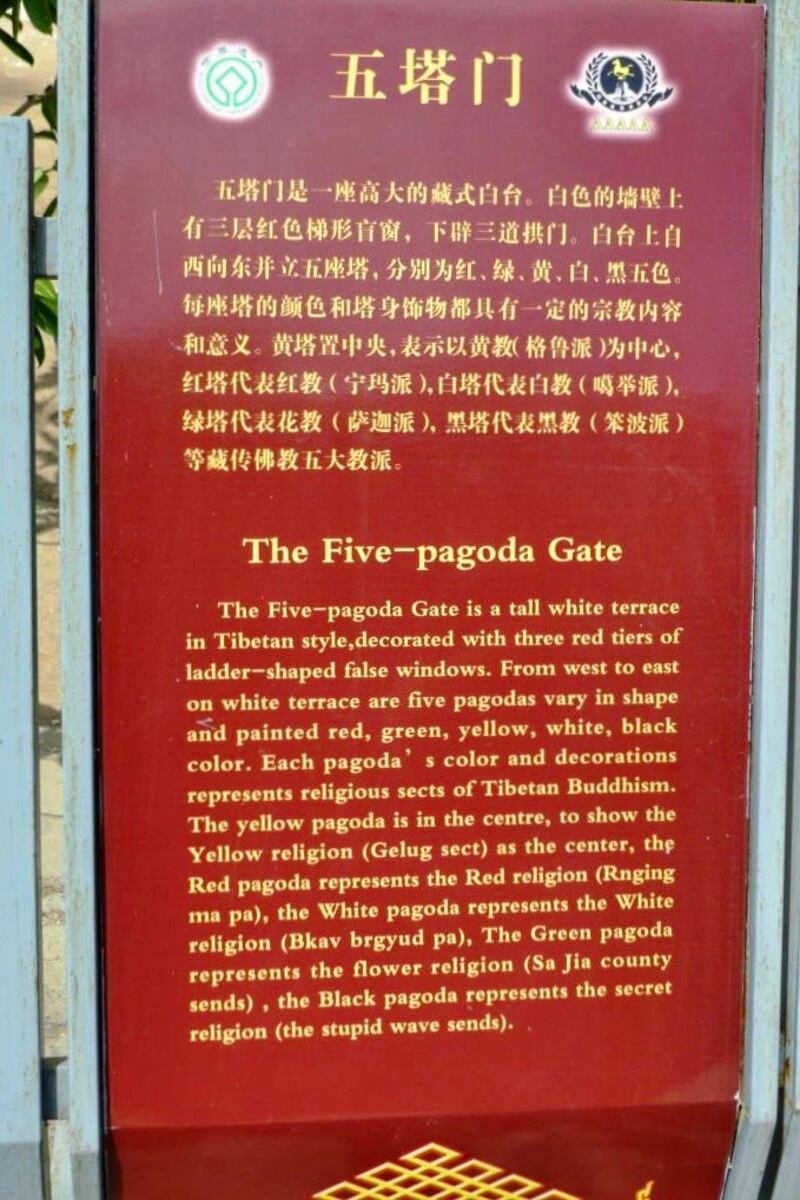 五塔门
AAAAA
五塔门是一座高大的藏式白台。白色的墙壁上
有三层红色梯形盲窗，下辟三道拱门。白台上自
西向东并立五座塔，分别为红、绿、黄、白、黑五色。
每座塔的颜色和塔身饰物都具有一定的宗教内容
和意义。黄塔置中央，表示以黄教（格鲁派）为中心，
红塔代表红教（宁玛派），白塔代表白教（噶举派），
绿塔代表花教（萨迦派），黑塔代表黑教（笨波派）
等藏传佛教五大教派。
The Five-pagoda Gate
The Five-pagoda Gate is a tall white terrace
in Tibetan style,decorated with three red tiers of
ladder-shaped false windows. From west to east
on white terrace are five pagodas vary in shape
and painted red, green, yellow, white, black
color. Each pagoda's color and decorations
represents religious sects of Tibetan Buddhism.
The yellow pagoda is in the centre, to show the
Yellow religion (Gelug sect) as the center, the
Red pagoda represents the Red religion (Rnging
ma pa), the White pagoda represents the White
religion (Bkav brgyud pa), The Green pagoda
represents the flower religion (Sa Jia county
sends) , the Black pagoda represents the secret
religion (the stupid wave sends).